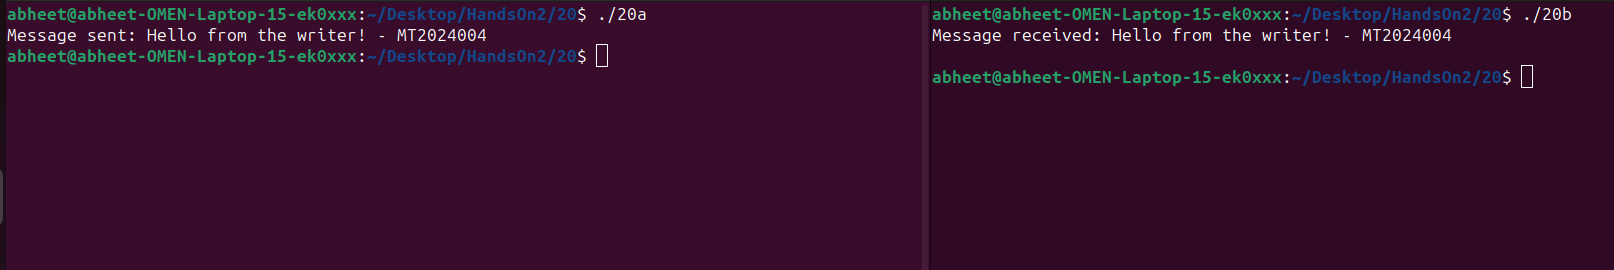 abheet@abheet-OMEN-Laptop-15-ek0xxx:~/Desktop/HandsOn2/20$ ./20a
Message sent: Hello from the writer! - MT2024004
abheet@abheet-OMEN-Laptop-15-ek0xxx:~/Desktop/HandsOn2/20$
abheet@abheet-OMEN-Laptop-15-ek0xxx:~/Desktop/HandsOn2/20$ ./20b
Message received: Hello from the writer! - MT2024004
abheet@abheet-OMEN-Laptop-15-ek0xxx:~/Desktop/HandsOn2/20$